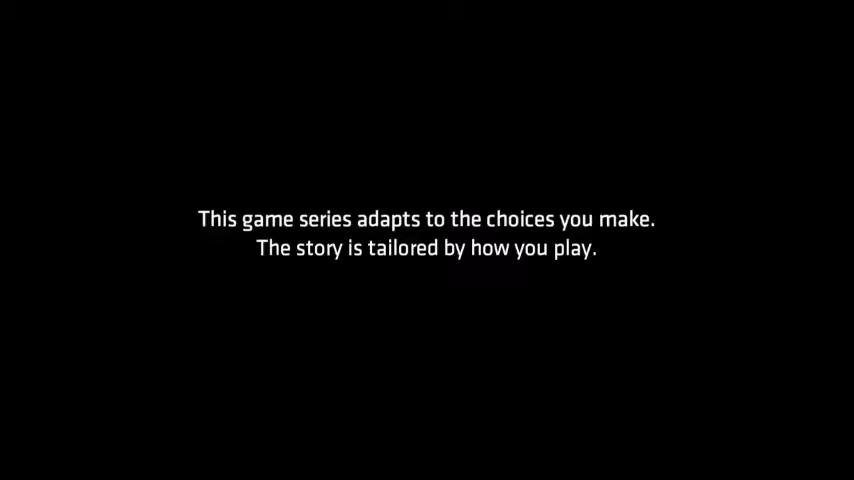 This game series adapts to the choices you make.
The story is tailored by how you play.